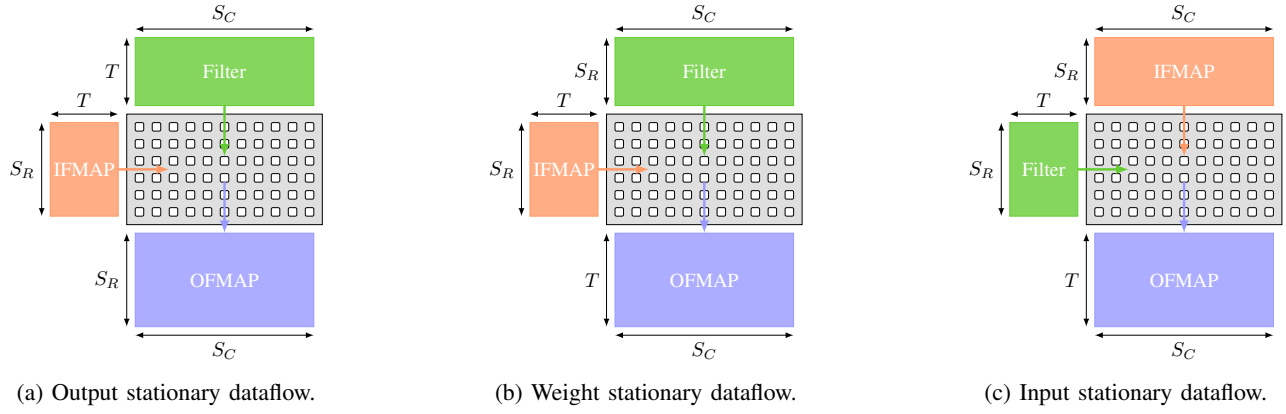 S_C
T
Filter
T
S_R
IFMAP
S_R
OFMAP
S_C
(a) Output stationary dataflow.
S_C
S_R
Filter
T
S_R
IFMAP
T
OFMAP
S_C
(b) Weight stationary dataflow.
S_C
S_R
IFMAP
T
S_R
Filter
T
OFMAP
S_C
(c) Input stationary dataflow.